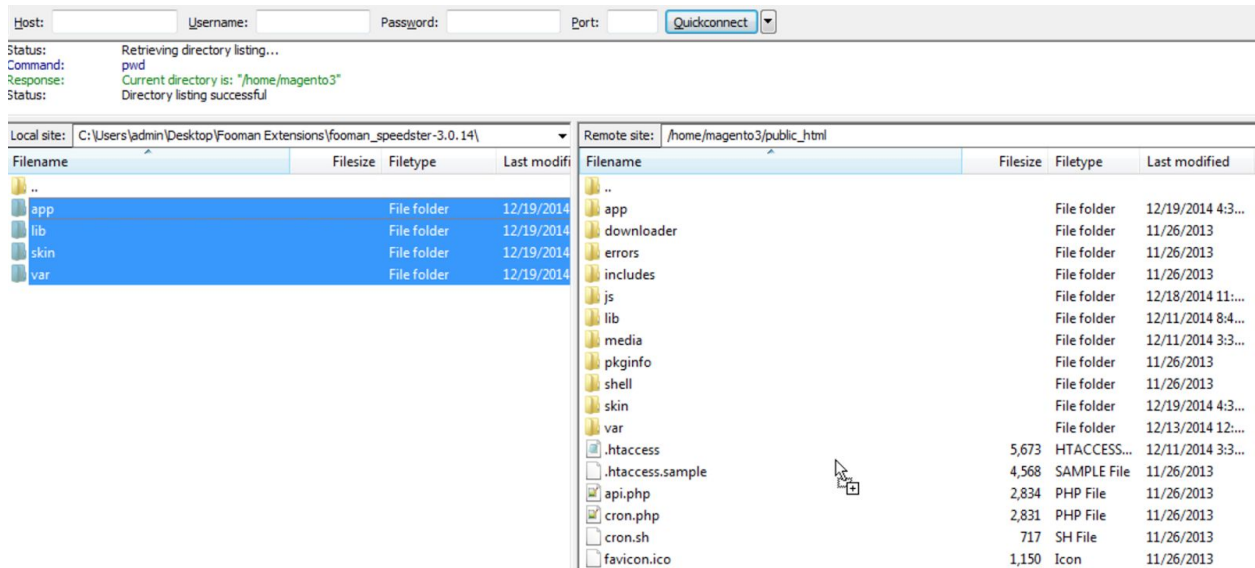 Host: Username: Password: Port: Quickconnect
Status: Retrieving directory listing...
Command: pwd
Response: Current directory is: "/home/magento3"
Status: Directory listing successful
Local site: C:\Users\admin\Desktop\Fooman Extensions\fooman_speedster-3.0.14\
Filename Filesize Filetype Last modifi
..
app File folder 12/19/2014
lib File folder 12/19/2014
skin File folder 12/19/2014
var File folder 12/19/2014
Remote site: /home/magento3/public_html
Filename Filesize Filetype Last modified
..
app File folder 12/19/2014 4:3...
downloader File folder 11/26/2013
errors File folder 11/26/2013
includes File folder 11/26/2013
js File folder 12/18/2014 11:...
lib File folder 12/11/2014 8:4...
media File folder 12/11/2014 3:3...
pkginfo File folder 11/26/2013
shell File folder 11/26/2013
skin File folder 12/19/2014 4:3...
var File folder 12/13/2014 12:...
.htaccess 5,673 HTACCESS... 12/11/2014 3:3...
.htaccess.sample 4,568 SAMPLE File 11/26/2013
api.php 2,834 PHP File 11/26/2013
cron.php 2,831 PHP File 11/26/2013
cron.sh 717 SH File 11/26/2013
favicon.ico 1,150 Icon 11/26/2013